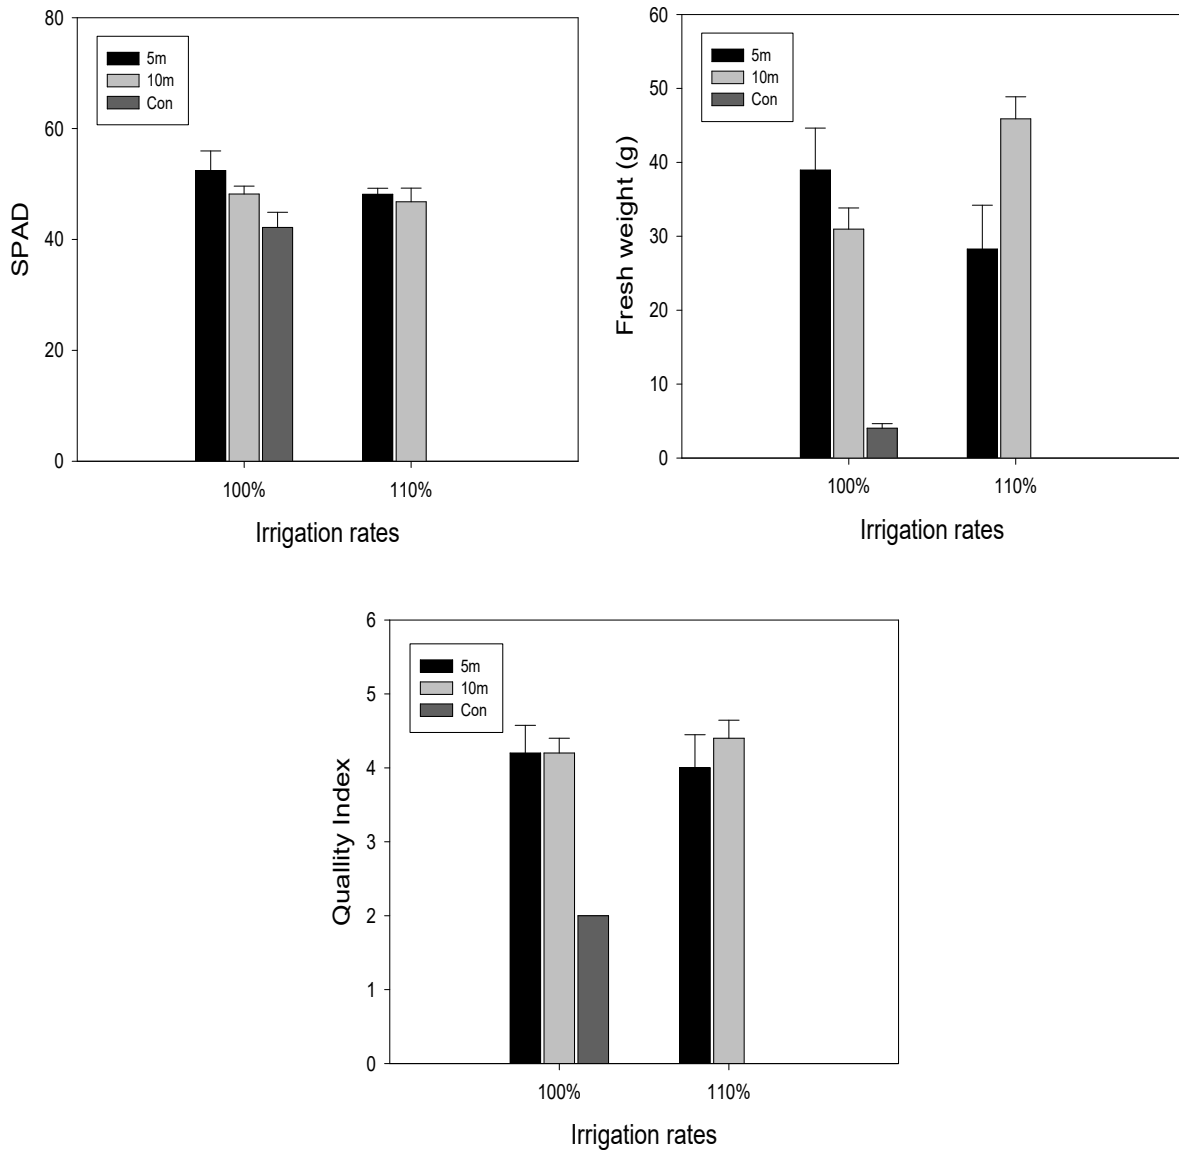 80
60
40
20
0
SPAD
5m
10m
Con
100%
110%
Irrigation rates
60
50
40
30
20
10
0
Fresh weight (g)
5m
10m
Con
100%
110%
Irrigation rates
6
5
4
3
2
1
0
Quallity Index
5m
10m
Con
100%
110%
Irrigation rates